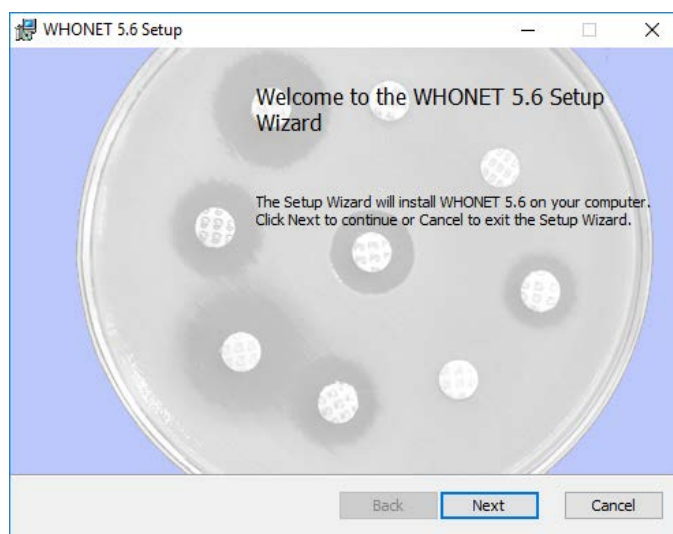 WHONET 5.6 Setup
Welcome to the WHONET 5.6 Setup
Wizard
The Setup Wizard will install WHONET 5.6 on your computer.
Click Next to continue or Cancel to exit the Setup Wizard.
Back Next Cancel